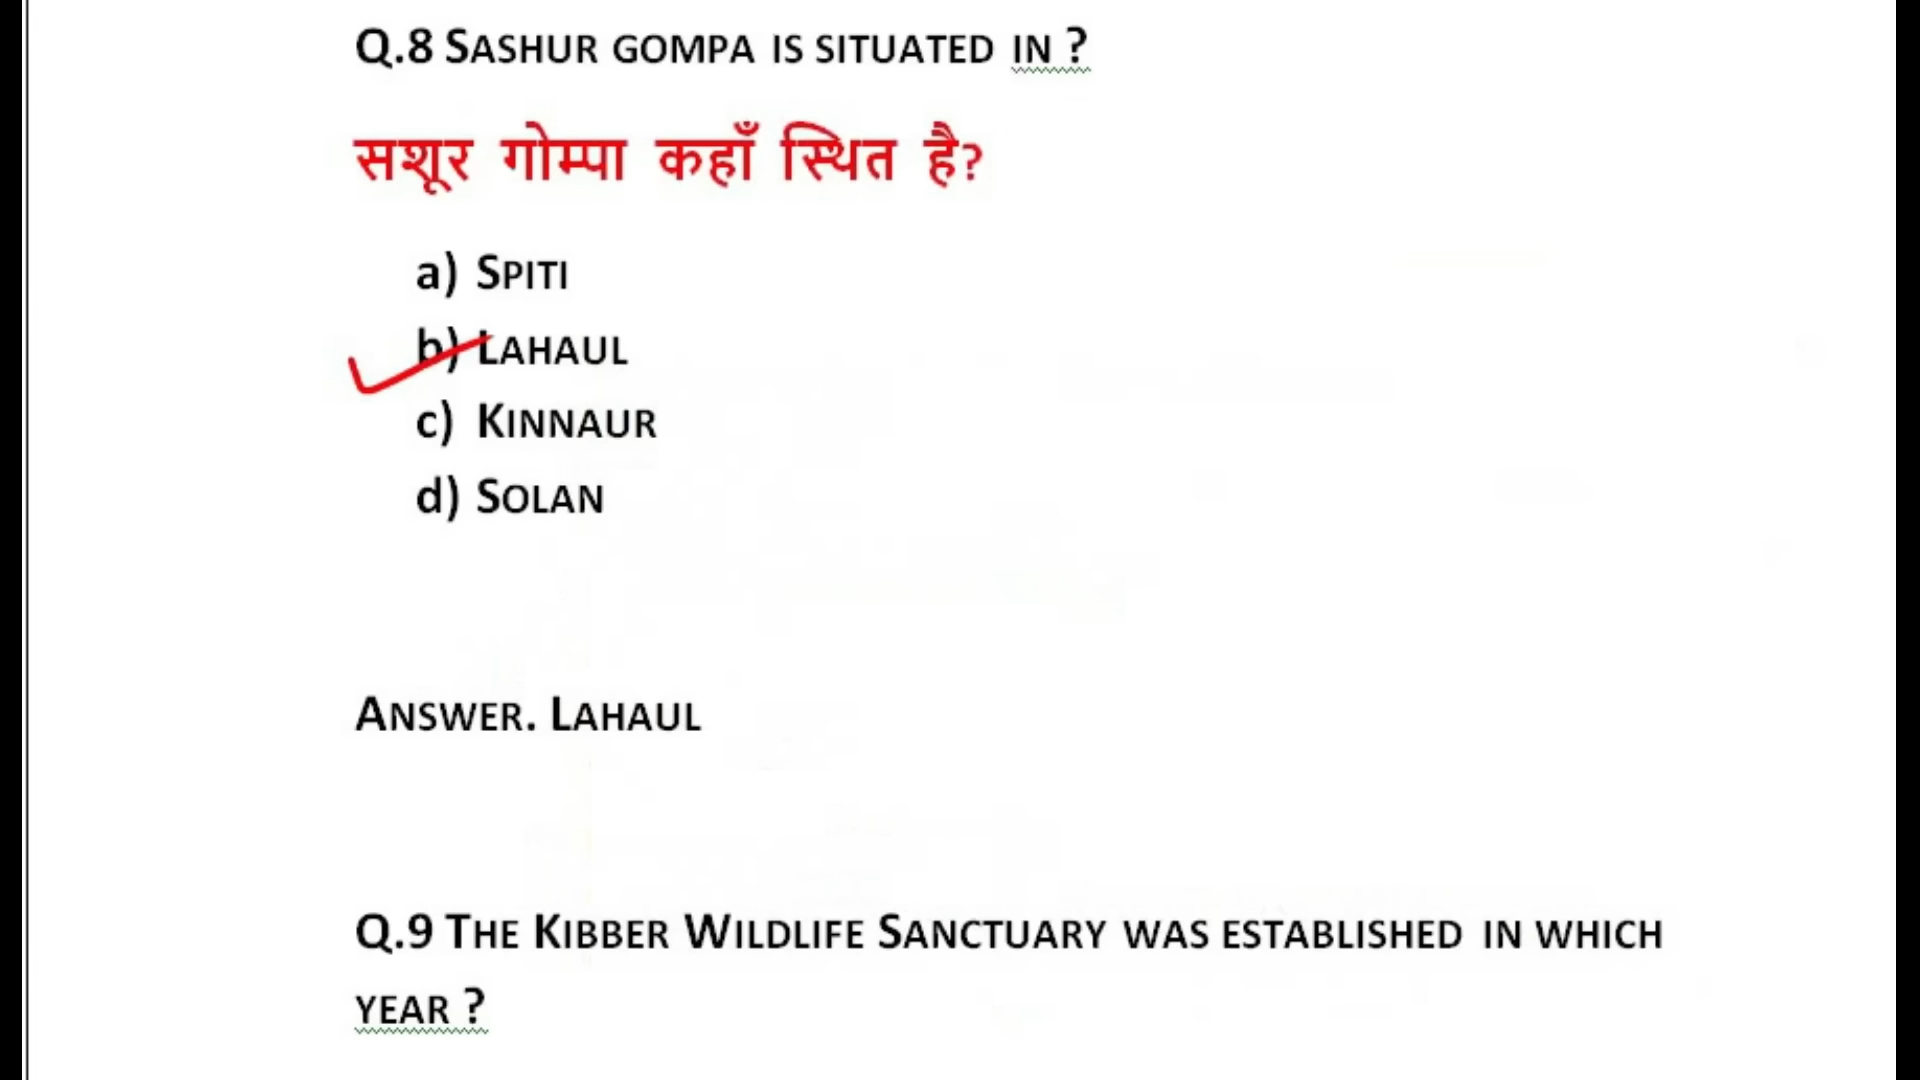 Q.8 SASHUR GOMPA IS SITUATED IN ?
सशूर गोम्पा कहाँ स्थित है?
a) SPITI
b) LAHAUL
c) KINNAUR
d) SOLAN
ANSWER. LAHAUL
Q.9 THE KIBBER WILDLIFE SANCTUARY WAS ESTABLISHED IN WHICH
YEAR ?